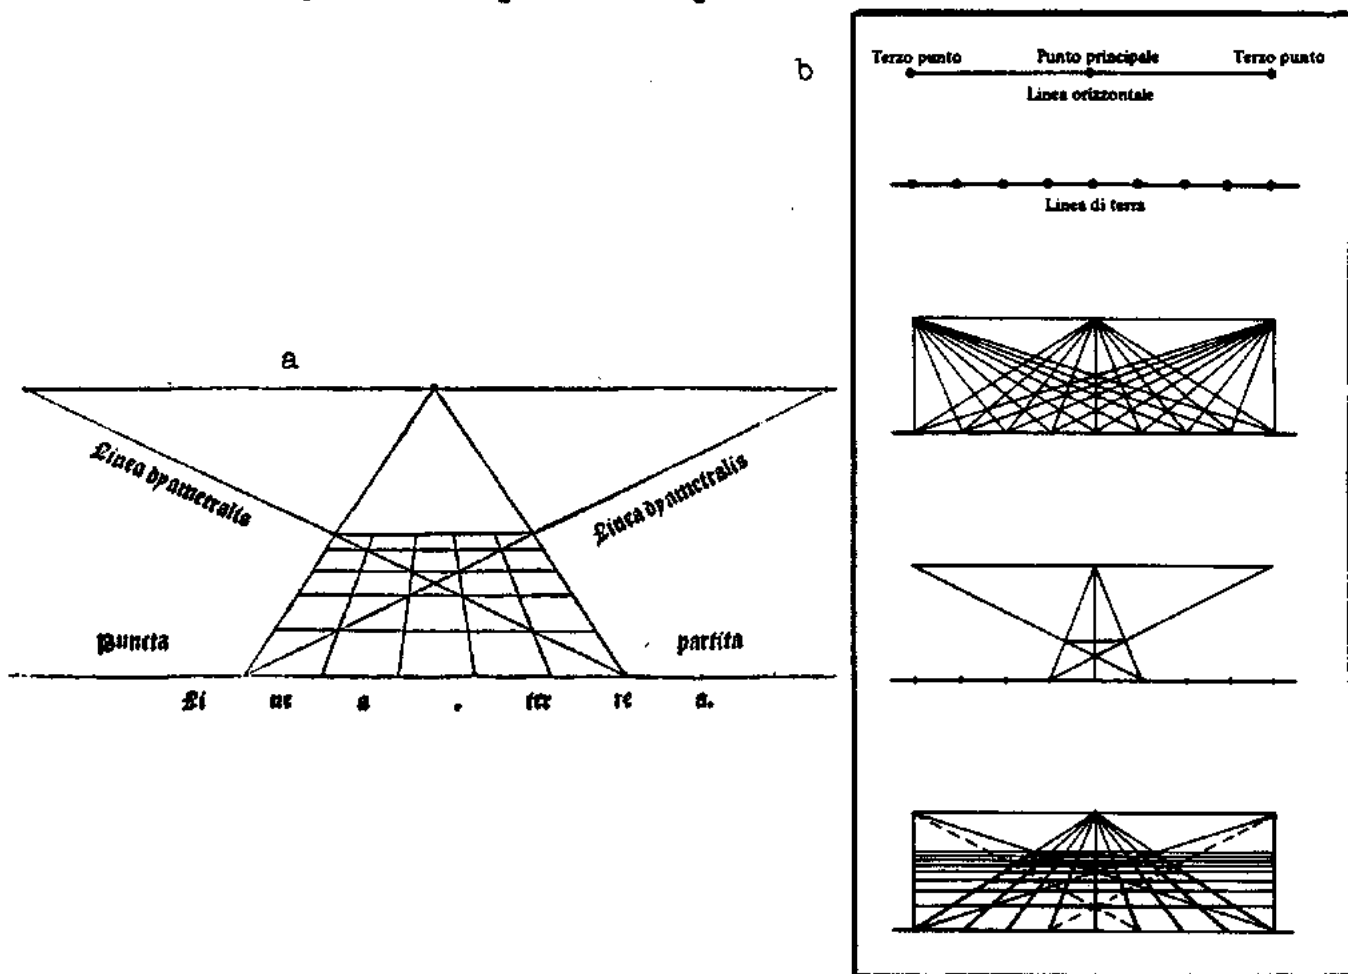 b
Terzo punto Punto principale Terzo punto
Linea orizzontale
Linea di terra
a
Linea dyametralis
Linea dyametralis
Puncta partita
Li ne a . ter re a.